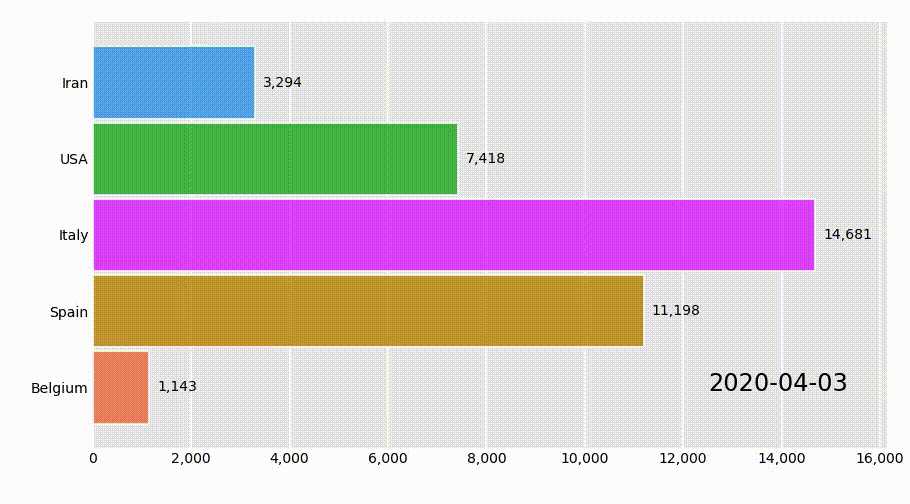 Iran 3,294
USA 7,418
Italy 14,681
Spain 11,198
Belgium 1,143
2020-04-03
0 2,000 4,000 6,000 8,000 10,000 12,000 14,000 16,000